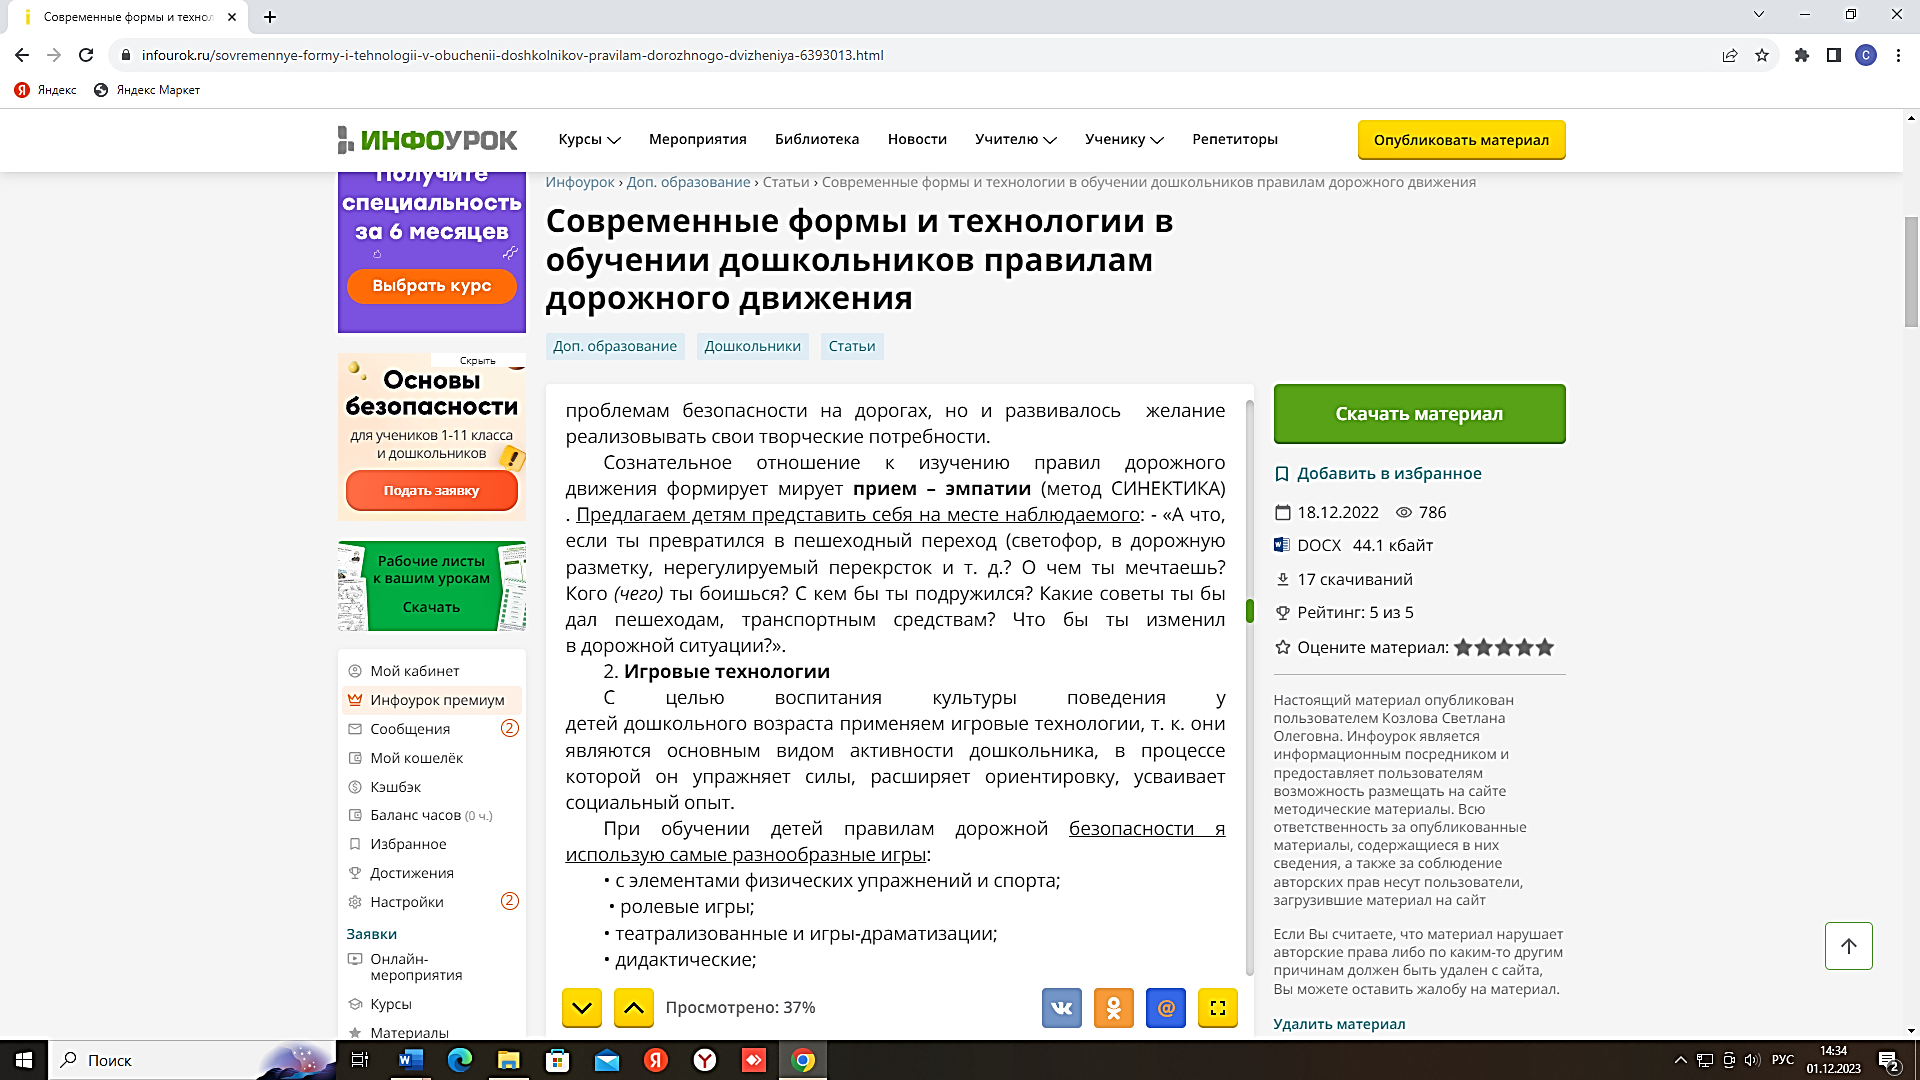 Современные формы и технол
infourok.ru/sovremennye-formy-i-tehnologii-v-obuchenii-doshkolnikov-pravilam-dorozhnogo-dvizheniya-6393013.html
С
Яндекс
Яндекс Маркет
ИНФОУРОК
Курсы
Мероприятия
Библиотека
Новости
Учителю
Ученику
Репетиторы
Опубликовать материал
Получите
специальность
за 6 месяцев
Выбрать курс
Скрыть
Основы
безопасности
для учеников 1-11 класса
и дошкольников
Подать заявку
Рабочие листы
к вашим урокам
Скачать
Мой кабинет
Инфоурок премиум
Сообщения 2
Мой кошелёк
Кэшбэк
Баланс часов (0 ч.)
Избранное
Достижения
Настройки 2
Заявки
Онлайн-
мероприятия
Курсы
Материалы
Инфоурок › Доп. образование › Статьи › Современные формы и технологии в обучении дошкольников правилам дорожного движения
Современные формы и технологии в
обучении дошкольников правилам
дорожного движения
Доп. образование
Дошкольники
Статьи
проблемам безопасности на дорогах, но и развивалось желание
реализовывать свои творческие потребности.
Сознательное отношение к изучению правил дорожного
движения формирует мирует прием – эмпатии (метод СИНЕКТИКА)
. Предлагаем детям представить себя на месте наблюдаемого: - «А что,
если ты превратился в пешеходный переход (светофор, в дорожную
разметку, нерегулируемый перекрсток и т. д.? О чем ты мечтаешь?
Кого (чего) ты боишься? С кем бы ты подружился? Какие советы ты бы
дал пешеходам, транспортным средствам? Что бы ты изменил
в дорожной ситуации?».
2. Игровые технологии
С целью воспитания культуры поведения у
детей дошкольного возраста применяем игровые технологии, т. к. они
являются основным видом активности дошкольника, в процессе
которой он упражняет силы, расширяет ориентировку, усваивает
социальный опыт.
При обучении детей правилам дорожной безопасности я
использую самые разнообразные игры:
• с элементами физических упражнений и спорта;
• ролевые игры;
• театрализованные и игры-драматизации;
• дидактические;
Просмотрено: 37%
Скачать материал
Добавить в избранное
18.12.2022 786
DOCX 44.1 кбайт
17 скачиваний
Рейтинг: 5 из 5
Оцените материал:
Настоящий материал опубликован
пользователем Козлова Светлана
Олеговна. Инфоурок является
информационным посредником и
предоставляет пользователям
возможность размещать на сайте
методические материалы. Всю
ответственность за опубликованные
материалы, содержащиеся в них
сведения, а также за соблюдение
авторских прав несут пользователи,
загрузившие материал на сайт
Если Вы считаете, что материал нарушает
авторские права либо по каким-то другим
причинам должен быть удален с сайта,
Вы можете оставить жалобу на материал.
Удалить материал
Поиск
РУС
14:34
01.12.2023
2